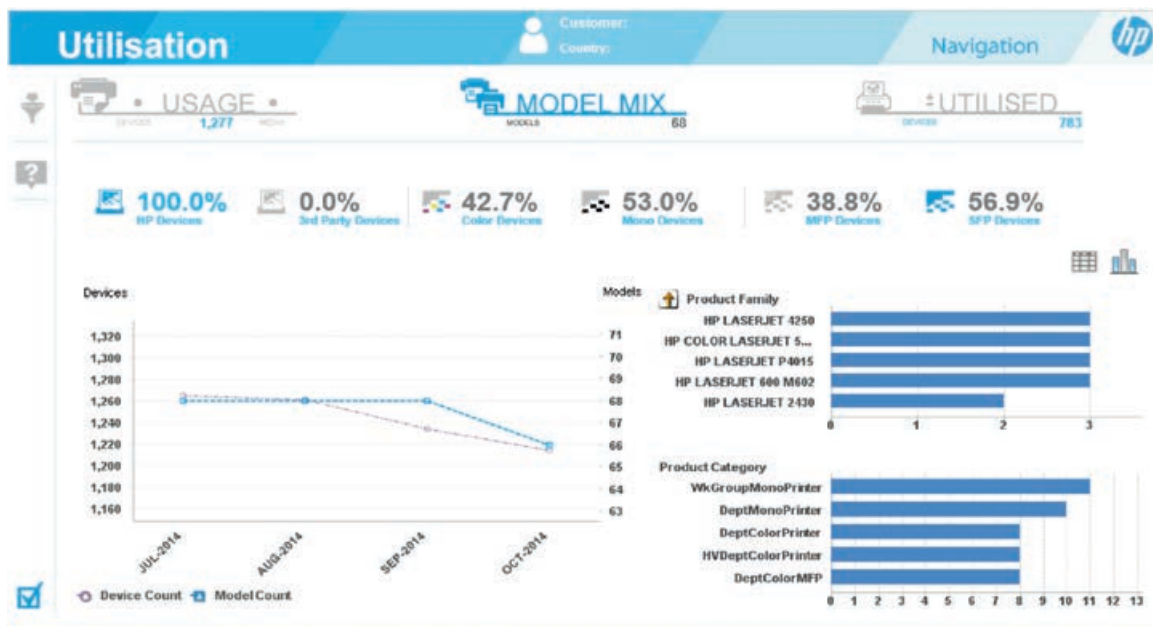 Utilisation
Customer:
Country:
Navigation
hp
USAGE
DEVICES 1,277 MEDIA
MODEL MIX
MODELS 68
±UTILISED
DEVICES 783
?
100.0%
HP Devices
0.0%
3rd Party Devices
42.7%
Color Devices
53.0%
Mono Devices
38.8%
MFP Devices
56.9%
SFP Devices
Devices
Models
1,320
1,300
1,280
1,260
1,240
1,220
1,200
1,180
1,160
71
70
69
68
67
66
65
64
63
JUL-2014
AUG-2014
SEP-2014
OCT-2014
Device Count
Model Count
Product Family
HP LASERJET 4250
HP COLOR LASERJET 5...
HP LASERJET P4015
HP LASERJET 600 M602
HP LASERJET 2430
0 1 2 3
Product Category
WkGroupMonoPrinter
DeptMonoPrinter
DeptColorPrinter
HVDeptColorPrinter
DeptColorMFP
0 1 2 3 4 5 6 7 8 9 10 11 12 13